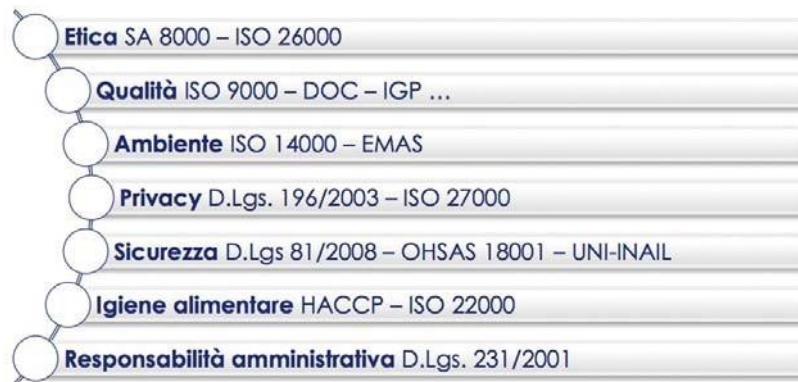 Etica SA 8000 – ISO 26000
Qualità ISO 9000 – DOC – IGP ...
Ambiente ISO 14000 – EMAS
Privacy D.Lgs. 196/2003 – ISO 27000
Sicurezza D.Lgs 81/2008 – OHSAS 18001 – UNI-INAIL
Igiene alimentare HACCP – ISO 22000
Responsabilità amministrativa D.Lgs. 231/2001